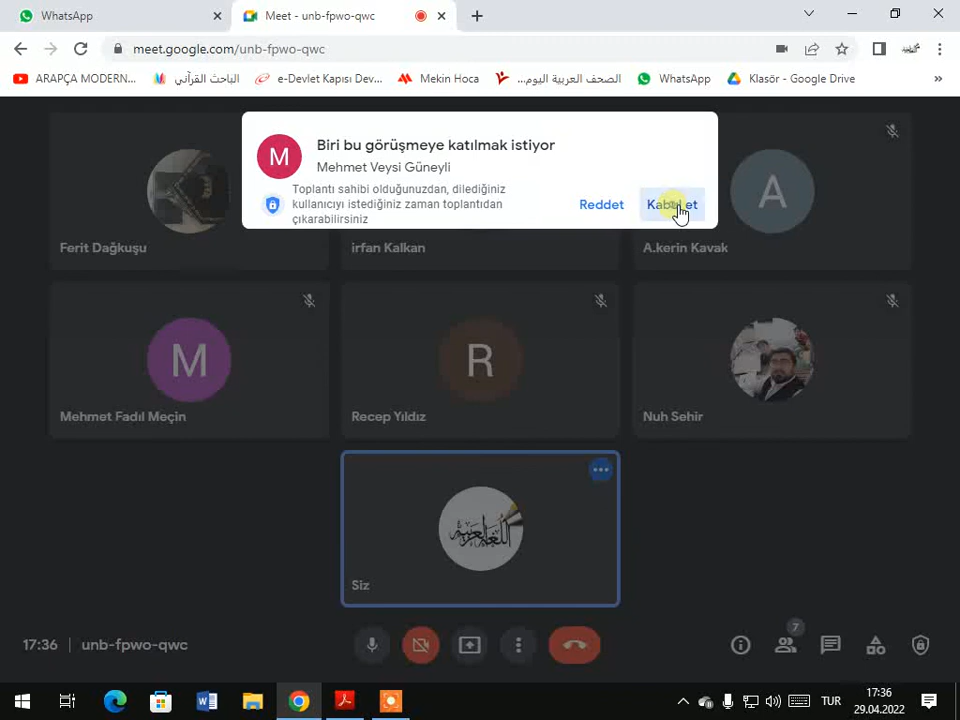 WhatsApp
Meet - unb-fpwo-qwc
meet.google.com/unb-fpwo-qwc
ARAPÇA MODERN...
الباحث القرآني
e-Devlet Kapısı Dev...
Mekin Hoca
الصحف العربية اليوم...
WhatsApp
Klasör - Google Drive
»
M
Biri bu görüşmeye katılmak istiyor
Mehmet Veysi Güneyli
Toplantı sahibi olduğunuzdan, dilediğiniz
kullanıcıyı istediğiniz zaman toplantıdan
çıkarabilirsiniz
Reddet
Kabul et
A
Ferit Dağkuşu
irfan Kalkan
A.kerin Kavak
M
R
Mehmet Fadıl Meçin
Recep Yıldız
Nuh Sehir
اللغة العربية
Siz
17:36
unb-fpwo-qwc
7
TUR
17:36
29.04.2022